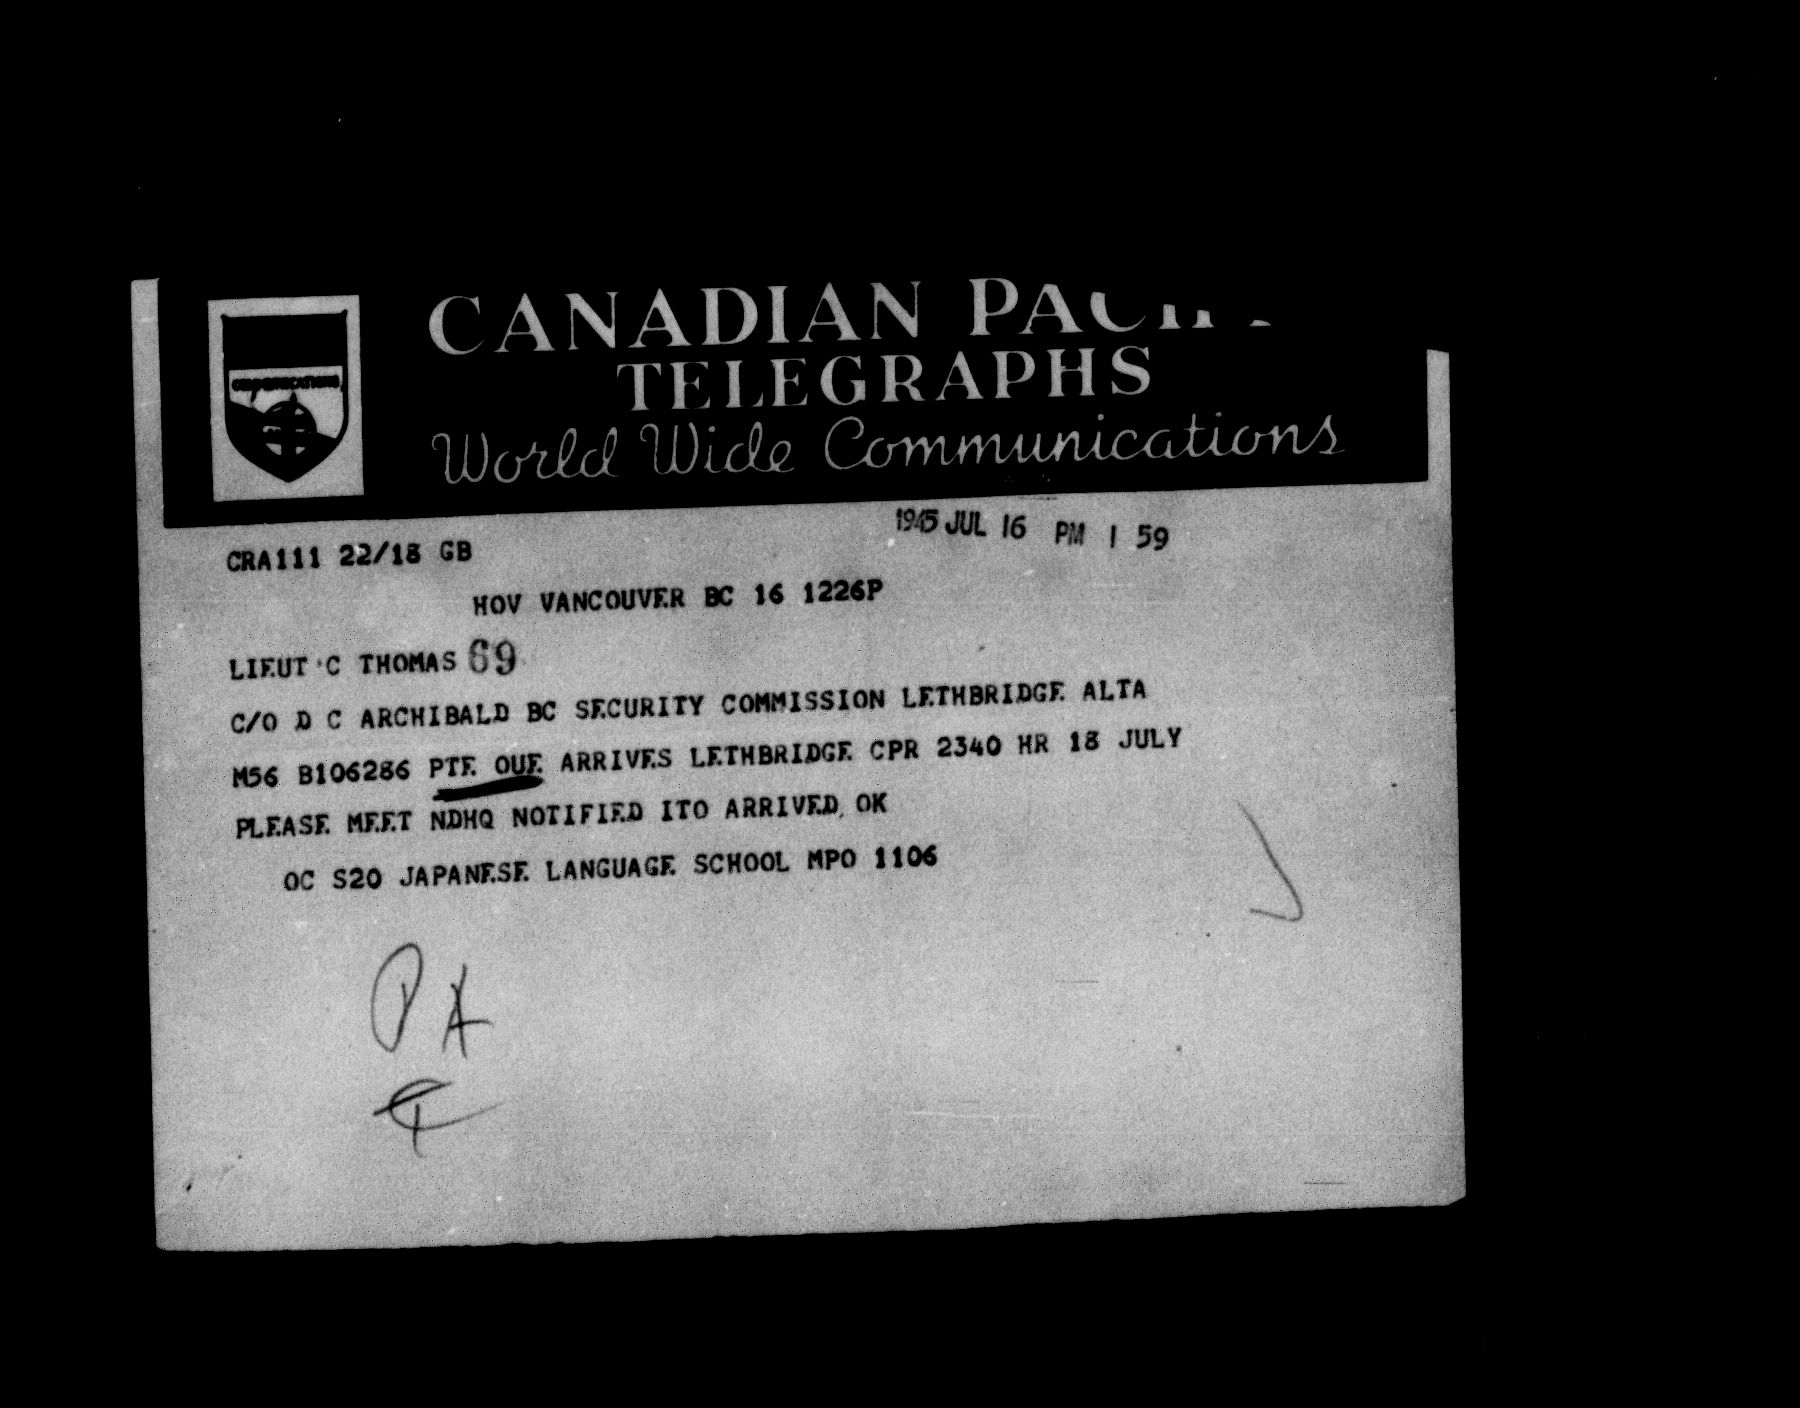 CANADIAN PACIFI
TELEGRAPHS
World Wide Communications
COMMUNICATIONS
1945 JUL 16 PM 1 59
CRA111 22/18 GB
HOV VANCOUVER BC 16 1226P
LIEUT C THOMAS 69
C/O D C ARCHIBALD BC SECURITY COMMISSION LETHBRIDGE ALTA
M56 B106286 PTE OUE ARRIVES LETHBRIDGE CPR 2340 HR 18 JULY
PLEASE MEET NDHQ NOTIFIED ITO ARRIVED OK
OC S20 JAPANESE LANGUAGE SCHOOL MPO 1106
PA